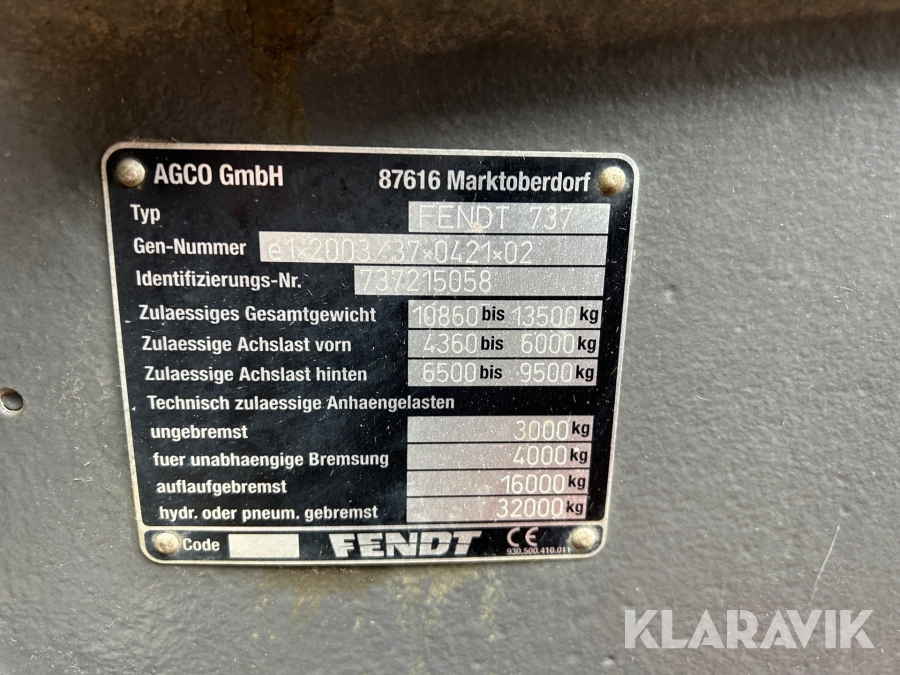 AGCO GmbH 87616 Marktoberdorf
Typ FENDT 737
Gen-Nummer e1×2003/37×0421×02
Identifizierungs-Nr. 737215058
Zulaessiges Gesamtgewicht 10860 bis 13500 kg
Zulaessige Achslast vorn 4360 bis 6000 kg
Zulaessige Achslast hinten 6500 bis 9500 kg
Technisch zulaessige Anhaengelasten
ungebremst 3000 kg
fuer unabhaengige Bremsung 4000 kg
auflaufgebremst 16000 kg
hydr. oder pneum. gebremst 32000 kg
Code FENDT CE
930.500.410.011
KLARAVIK